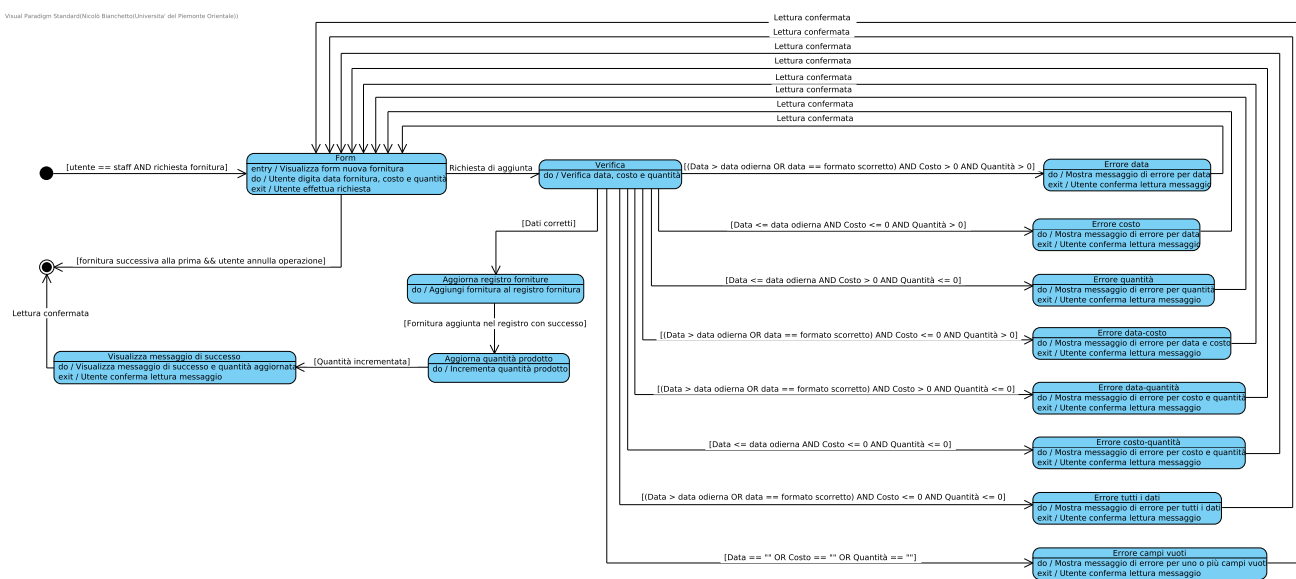 Visual Paradigm Standard(Nicolò Bianchetto(Universita' del Piemonte Orientale))
Lettura confermata
Lettura confermata
Lettura confermata
Lettura confermata
Lettura confermata
Lettura confermata
Lettura confermata
Lettura confermata
[utente == staff AND richiesta fornitura]
Form
entry / Visualizza form nuova fornitura
do / Utente digita data fornitura, costo e quantità
exit / Utente effettua richiesta
Richiesta di aggiunta
Verifica
do / Verifica data, costo e quantità
[(Data > data odierna OR data == formato scorretto) AND Costo > 0 AND Quantità > 0]
Errore data
do / Mostra messaggio di errore per data
exit / Utente conferma lettura messaggio
[Dati corretti]
[Data <= data odierna AND Costo <= 0 AND Quantità > 0]
Errore costo
do / Mostra messaggio di errore per data
exit / Utente conferma lettura messaggio
[fornitura successiva alla prima && utente annulla operazione]
Aggiorna registro forniture
do / Aggiungi fornitura al registro fornitura
[Data <= data odierna AND Costo > 0 AND Quantità <= 0]
Errore quantità
do / Mostra messaggio di errore per quantità
exit / Utente conferma lettura messaggio
Lettura confermata
[Fornitura aggiunta nel registro con successo]
[(Data > data odierna OR data == formato scorretto) AND Costo <= 0 AND Quantità > 0]
Errore data-costo
do / Mostra messaggio di errore per data e costo
exit / Utente conferma lettura messaggio
Visualizza messaggio di successo
do / Visualizza messaggio di successo e quantità aggiornata
exit / Utente conferma lettura messaggio
[Quantità incrementata]
Aggiorna quantità prodotto
do / Incrementa quantità prodotto
[(Data > data odierna OR data == formato scorretto) AND Costo > 0 AND Quantità <= 0]
Errore data-quantità
do / Mostra messaggio di errore per costo e quantità
exit / Utente conferma lettura messaggio
[Data <= data odierna AND Costo <= 0 AND Quantità <= 0]
Errore costo-quantità
do / Mostra messaggio di errore per costo e quantità
exit / Utente conferma lettura messaggio
[(Data > data odierna OR data == formato scorretto) AND Costo <= 0 AND Quantità <= 0]
Errore tutti i dati
do / Mostra messaggio di errore per tutti i dati
exit / Utente conferma lettura messaggio
[Data == "" OR Costo == "" OR Quantità == ""]
Errore campi vuoti
do / Mostra messaggio di errore per uno o più campi vuoti
exit / Utente conferma lettura messaggio